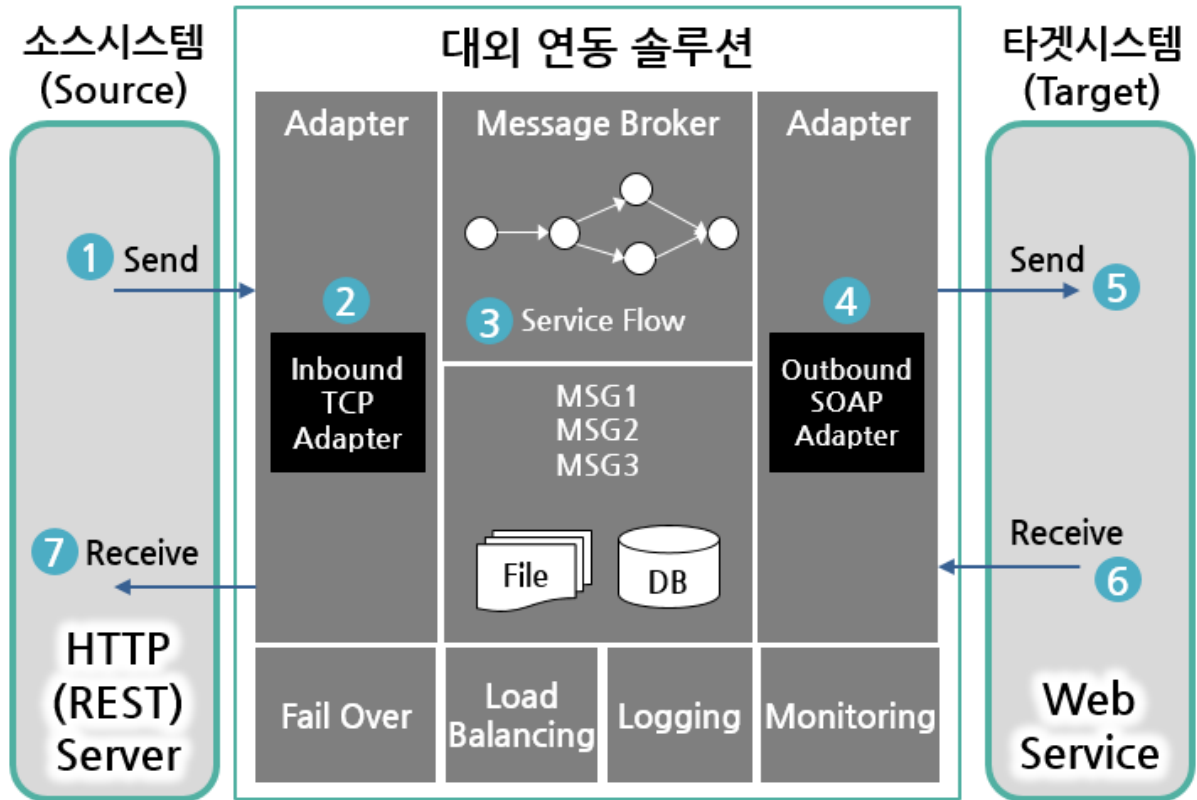 소스시스템
(Source)
대외 연동 솔루션
타겟시스템
(Target)
Adapter
Message Broker
Adapter
1 Send
2
Inbound
TCP
Adapter
3 Service Flow
4
Outbound
SOAP
Adapter
Send
5
MSG1
MSG2
MSG3
File
DB
7 Receive
Receive
6
HTTP
(REST)
Server
Fail Over
Load
Balancing
Logging
Monitoring
Web
Service